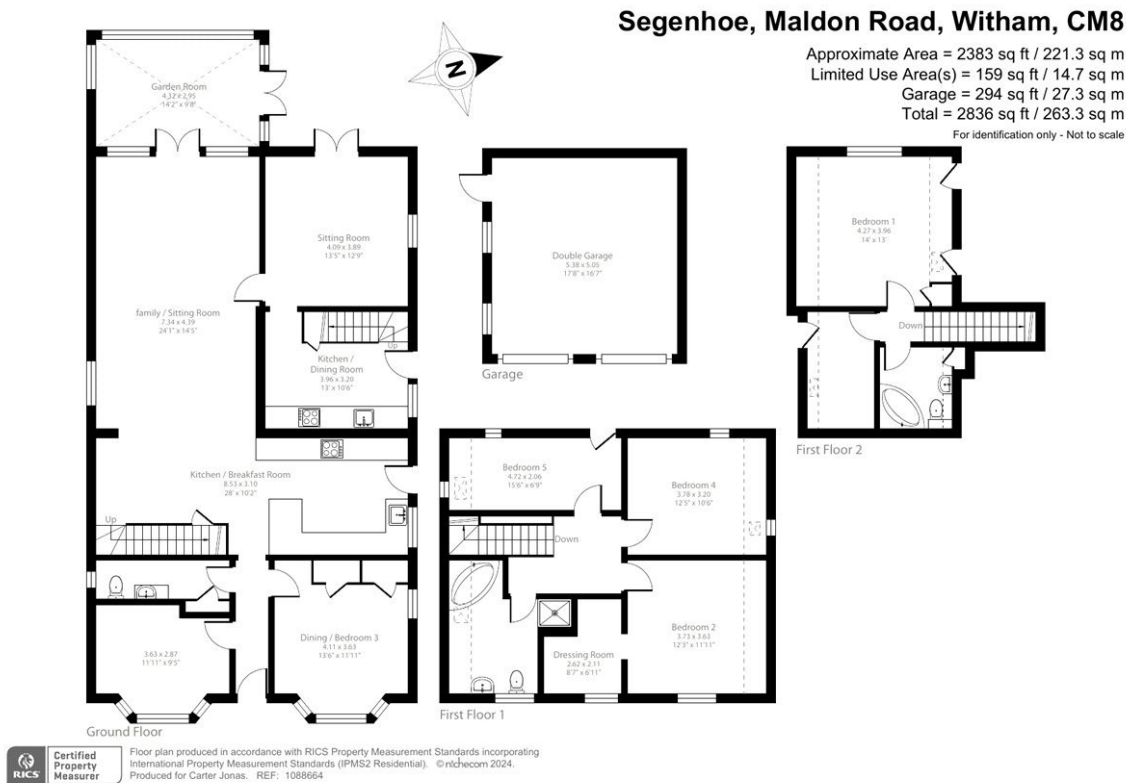 Segenhoe, Maldon Road, Witham, CM8
Approximate Area = 2383 sq ft / 221.3 sq m
Limited Use Area(s) = 159 sq ft / 14.7 sq m
Garage = 294 sq ft / 27.3 sq m
Total = 2836 sq ft / 263.3 sq m
For identification only - Not to scale
N
Garden Room
4.32 x 2.95
14'2" x 9'8"
Sitting Room
4.09 x 3.89
13'5" x 12'9"
family / Sitting Room
7.34 x 4.39
24'1" x 14'5"
Up
Kitchen /
Dining Room
3.96 x 3.20
13' x 10'6"
Kitchen / Breakfast Room
8.53 x 3.10
28' x 10'2"
Up
3.63 x 2.87
11'11" x 9'5"
Dining / Bedroom 3
4.11 x 3.63
13'6" x 11'11"
Ground Floor
Double Garage
5.38 x 5.05
17'8" x 16'7"
Garage
Bedroom 1
4.27 x 3.96
14' x 13'
Down
First Floor 2
Bedroom 5
4.72 x 2.06
15'6" x 6'9"
Bedroom 4
3.78 x 3.20
12'5" x 10'6"
Down
Bedroom 2
3.73 x 3.63
12'3" x 11'11"
Dressing Room
2.62 x 2.11
8'7" x 6'11"
First Floor 1
RICS
Certified
Property
Measurer
Floor plan produced in accordance with RICS Property Measurement Standards incorporating
International Property Measurement Standards (IPMS2 Residential). © nichecom 2024.
Produced for Carter Jonas. REF: 1088664